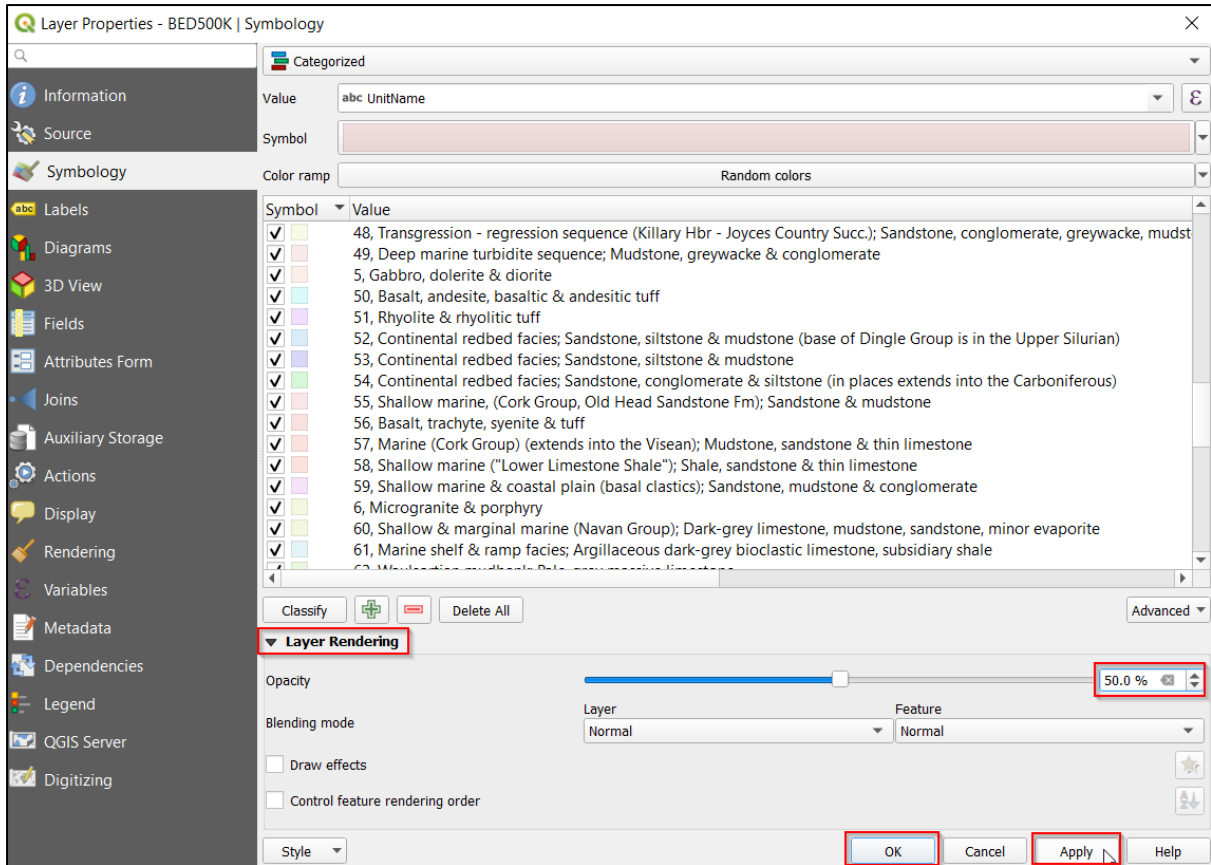 Layer Properties - BED500K | Symbology
Categorized
Information
Source
Symbology
Labels
Diagrams
3D View
Fields
Attributes Form
Joins
Auxiliary Storage
Actions
Display
Rendering
Variables
Metadata
Dependencies
Legend
QGIS Server
Digitizing
Value abc UnitName ε
Symbol
Color ramp Random colors
Symbol Value
48, Transgression - regression sequence (Killary Hbr - Joyces Country Succ.); Sandstone, conglomerate, greywacke, mudst
49, Deep marine turbidite sequence; Mudstone, greywacke & conglomerate
5, Gabbro, dolerite & diorite
50, Basalt, andesite, basaltic & andesitic tuff
51, Rhyolite & rhyolitic tuff
52, Continental redbed facies; Sandstone, siltstone & mudstone (base of Dingle Group is in the Upper Silurian)
53, Continental redbed facies; Sandstone, siltstone & mudstone
54, Continental redbed facies; Sandstone, conglomerate & siltstone (in places extends into the Carboniferous)
55, Shallow marine, (Cork Group, Old Head Sandstone Fm); Sandstone & mudstone
56, Basalt, trachyte, syenite & tuff
57, Marine (Cork Group) (extends into the Visean); Mudstone, sandstone & thin limestone
58, Shallow marine ("Lower Limestone Shale"); Shale, sandstone & thin limestone
59, Shallow marine & coastal plain (basal clastics); Sandstone, mudstone & conglomerate
6, Microgranite & porphyry
60, Shallow & marginal marine (Navan Group); Dark-grey limestone, mudstone, sandstone, minor evaporite
61, Marine shelf & ramp facies; Argillaceous dark-grey bioclastic limestone, subsidiary shale
Classify Delete All Advanced
Layer Rendering
Opacity 50.0 %
Layer Feature
Blending mode Normal Normal
Draw effects
Control feature rendering order
Style OK Cancel Apply Help